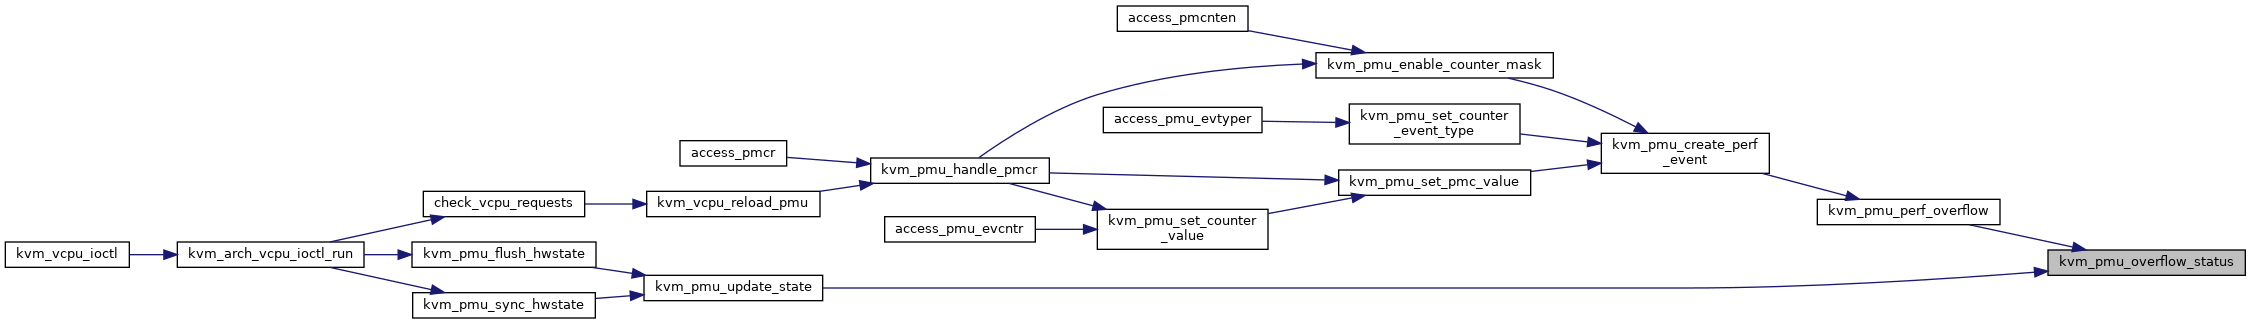 access_pmcnten
kvm_pmu_enable_counter_mask
access_pmu_evtyper
kvm_pmu_set_counter
_event_type
kvm_pmu_create_perf
_event
access_pmcr
kvm_pmu_handle_pmcr
kvm_pmu_set_pmc_value
check_vcpu_requests
kvm_vcpu_reload_pmu
kvm_pmu_perf_overflow
access_pmu_evcntr
kvm_pmu_set_counter
_value
kvm_vcpu_ioctl
kvm_arch_vcpu_ioctl_run
kvm_pmu_flush_hwstate
kvm_pmu_overflow_status
kvm_pmu_update_state
kvm_pmu_sync_hwstate